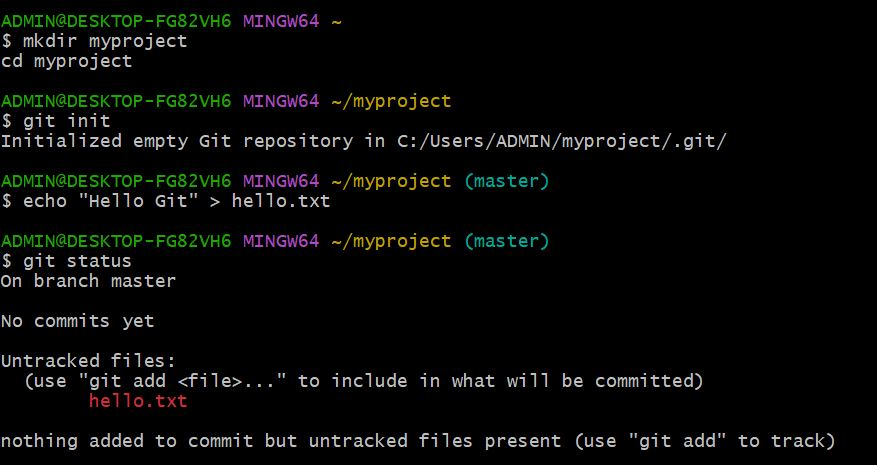 ADMIN@DESKTOP-FG82VH6 MINGW64 ~
$ mkdir myproject
cd myproject
ADMIN@DESKTOP-FG82VH6 MINGW64 ~/myproject
$ git init
Initialized empty Git repository in C:/Users/ADMIN/myproject/.git/
ADMIN@DESKTOP-FG82VH6 MINGW64 ~/myproject (master)
$ echo "Hello Git" > hello.txt
ADMIN@DESKTOP-FG82VH6 MINGW64 ~/myproject (master)
$ git status
On branch master
No commits yet
Untracked files:
  (use "git add <file>..." to include in what will be committed)
        hello.txt
nothing added to commit but untracked files present (use "git add" to track)